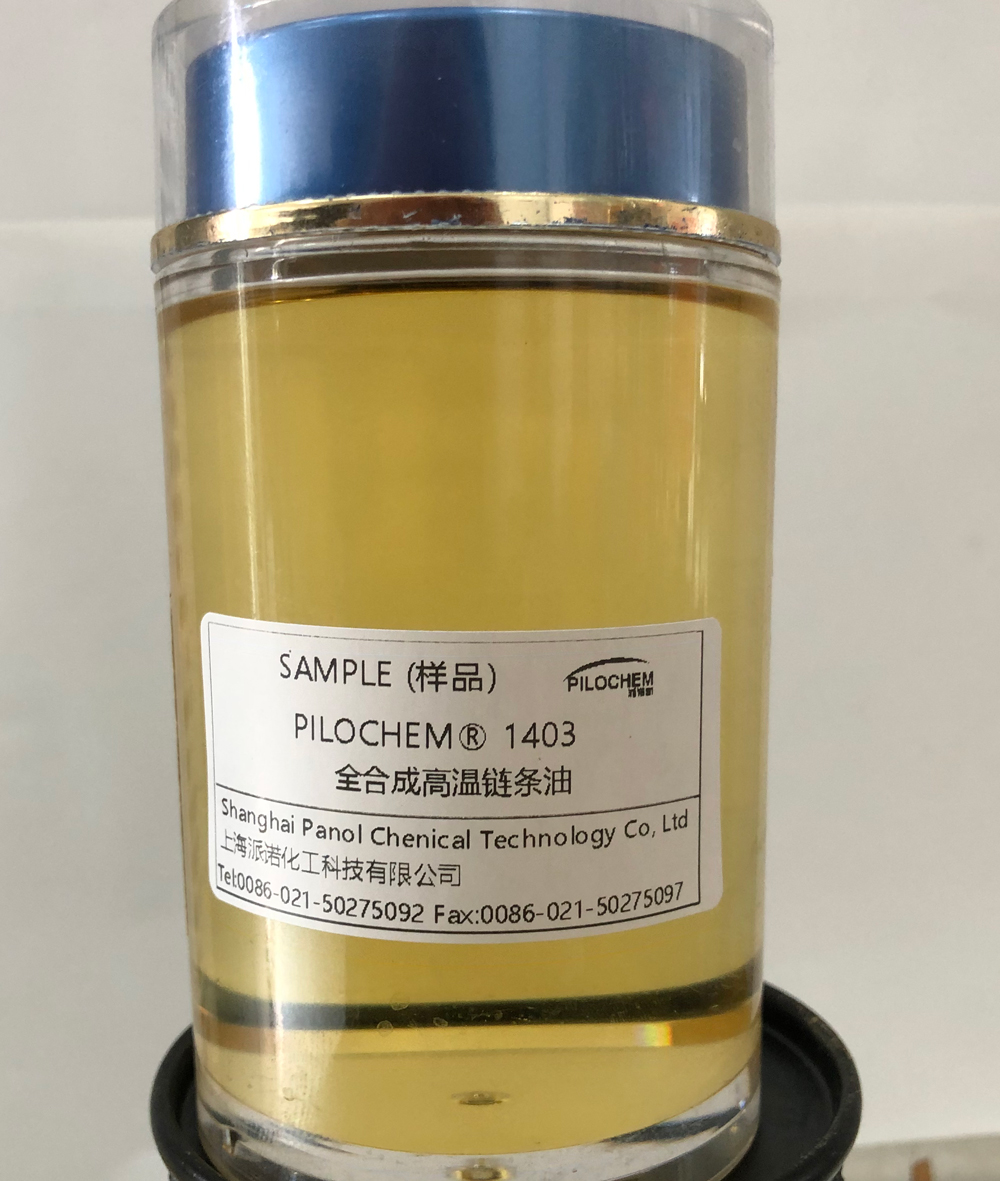 SAMPLE (样品)
PILOCHEM
PILOCHEM® 1403
全合成高温链条油
Shanghai Panol Chenical Technology Co, Ltd
上海派诺化工科技有限公司
Tel:0086-021-50275092 Fax:0086-021-50275097